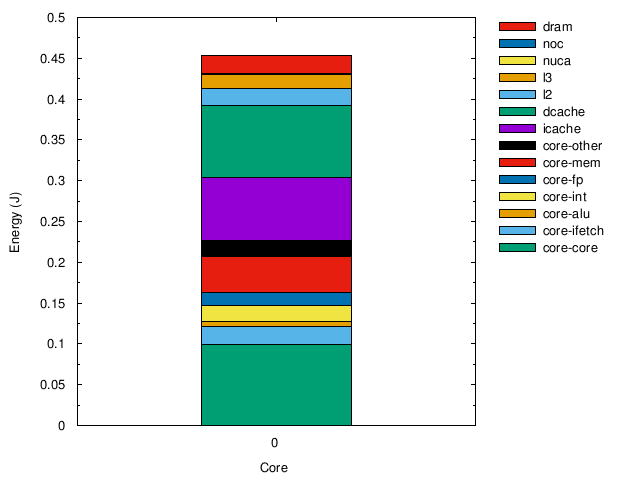 0.5
0.45
0.4
0.35
0.3
0.25
0.2
0.15
0.1
0.05
0
Energy (J)
0
Core
dram
noc
nuca
l3
l2
dcache
icache
core-other
core-mem
core-fp
core-int
core-alu
core-ifetch
core-core